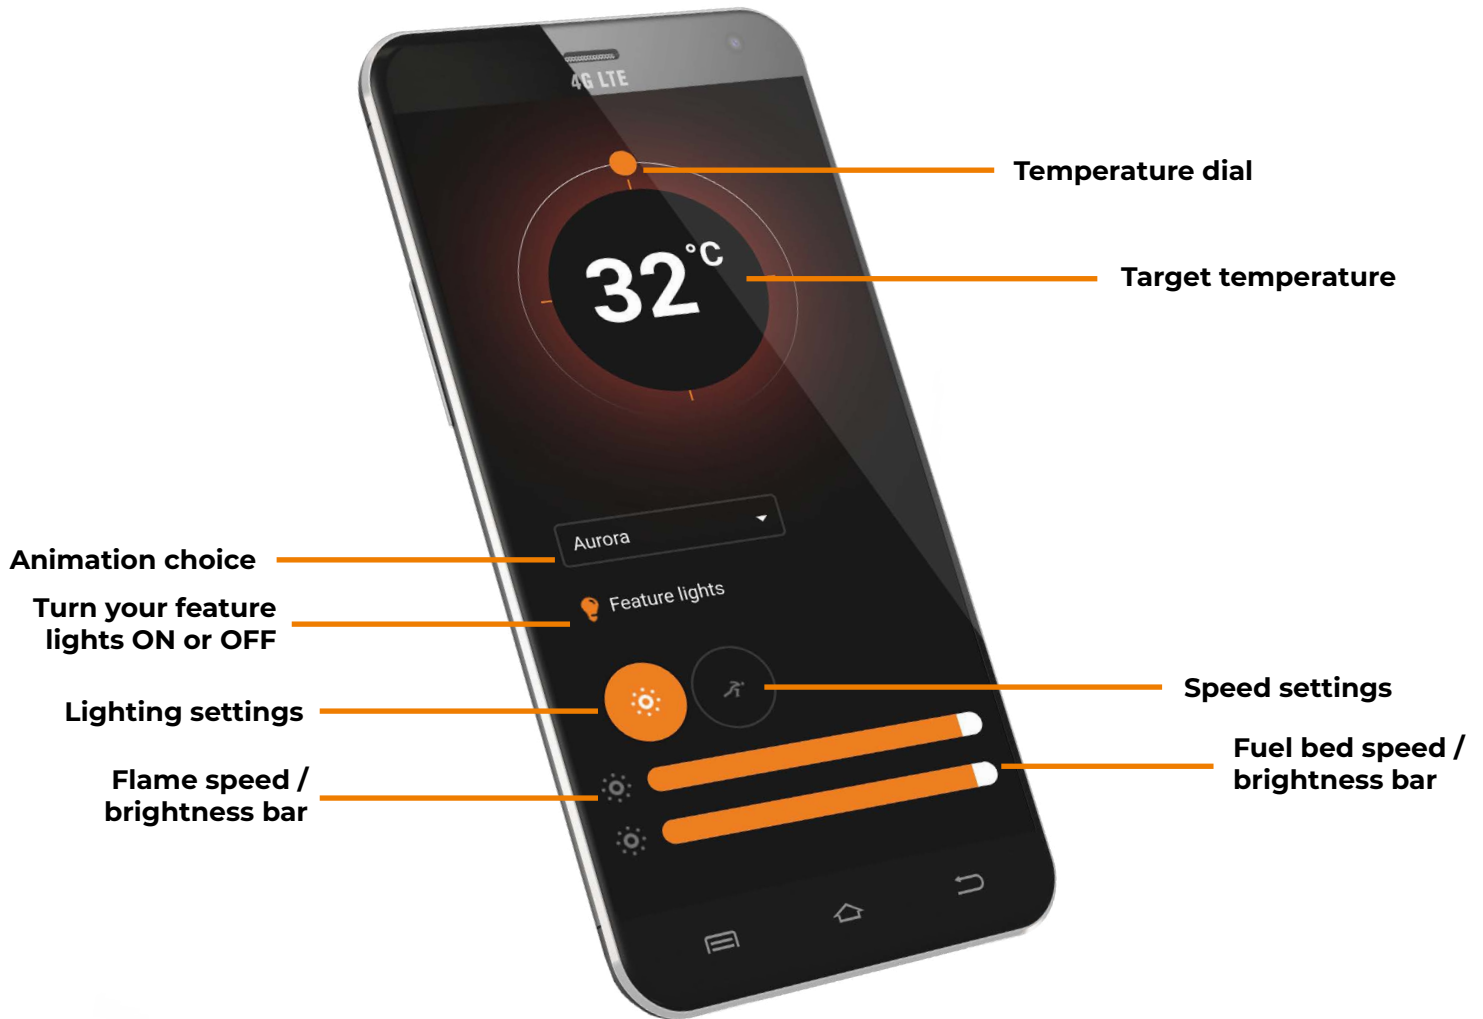 4G LTE
Temperature dial
32°C
Target temperature
Aurora
Animation choice
Feature lights
Turn your feature
lights ON or OFF
Speed settings
Lighting settings
Fuel bed speed /
brightness bar
Flame speed /
brightness bar